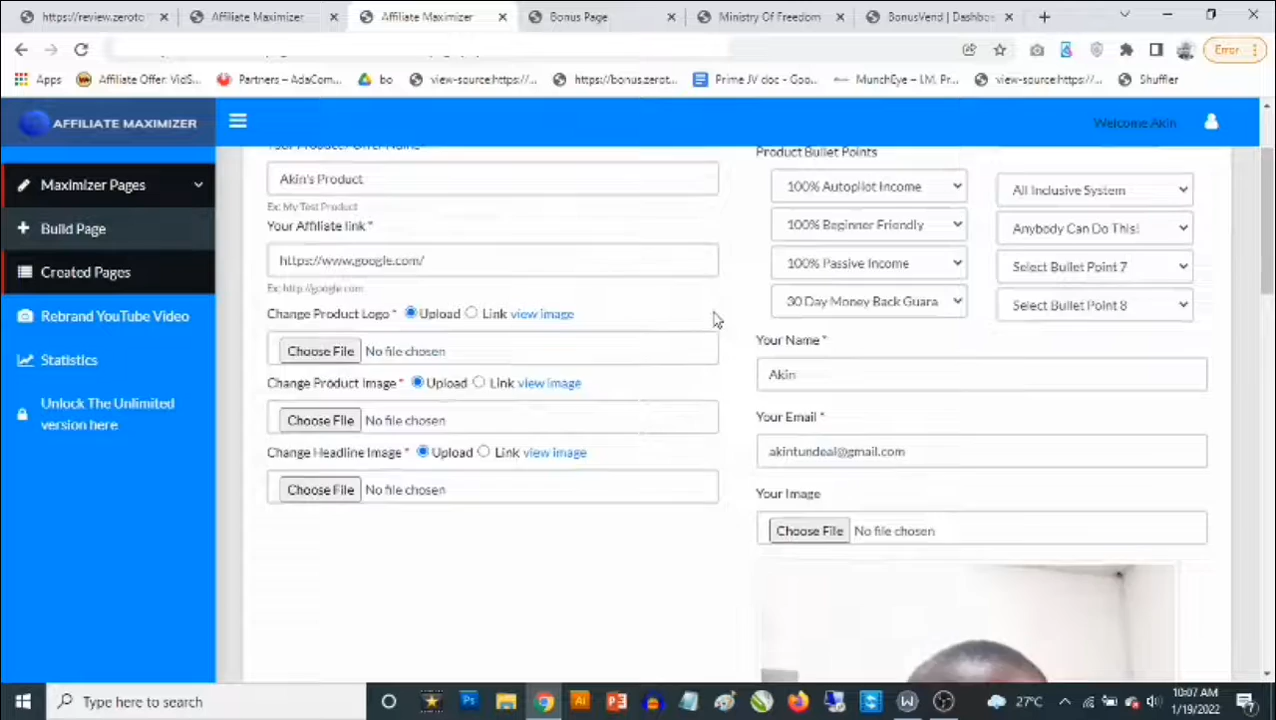 https://review.zeroto
Affiliate Maximizer
Affiliate Maximizer
Bonus Page
Ministry Of Freedom
BonusVend | Dashbo
Error
Apps
Affiliate Offer: VidS...
Partners – AdaCom...
bo
view-source:https://...
https://bonus.zerot...
Prime JV doc - Goo...
MunchEye – I.M. Pr...
view-source:https://...
Shuffler
AFFILIATE MAXIMIZER
Welcome Akin
Maximizer Pages
Build Page
Created Pages
Rebrand YouTube Video
Statistics
Unlock The Unlimited
version here
Your Product / Offer Name *
Akin's Product
Ex: My Test Product
Your Affiliate link *
https://www.google.com/
Ex: http://google.com
Change Product Logo * Upload Link view image
Choose File No file chosen
Change Product Image * Upload Link view image
Choose File No file chosen
Change Headline Image * Upload Link view image
Choose File No file chosen
Product Bullet Points
100% Autopilot Income
All Inclusive System
100% Beginner Friendly
Anybody Can Do This!
100% Passive Income
Select Bullet Point 7
30 Day Money Back Guara
Select Bullet Point 8
Your Name *
Akin
Your Email *
akintundeal@gmail.com
Your Image
Choose File No file chosen
Type here to search
27°C
10:07 AM
1/19/2022